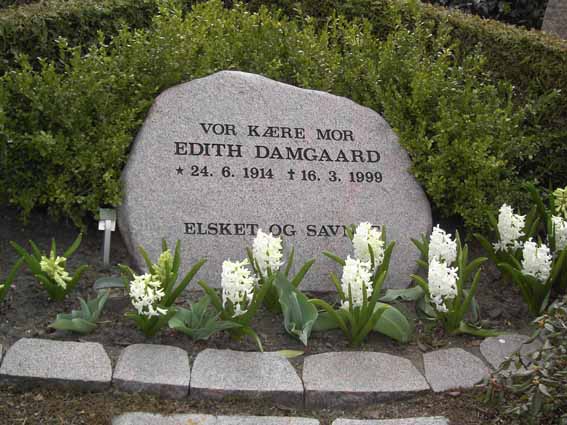 VOR KÆRE MOR
EDITH DAMGAARD
* 24. 6. 1914 † 16. 3. 1999
ELSKET OG